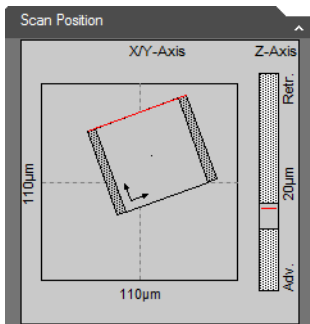 Scan Position
X/Y-Axis
Z-Axis
110µm
110µm
Retr.
20µm
Adv.